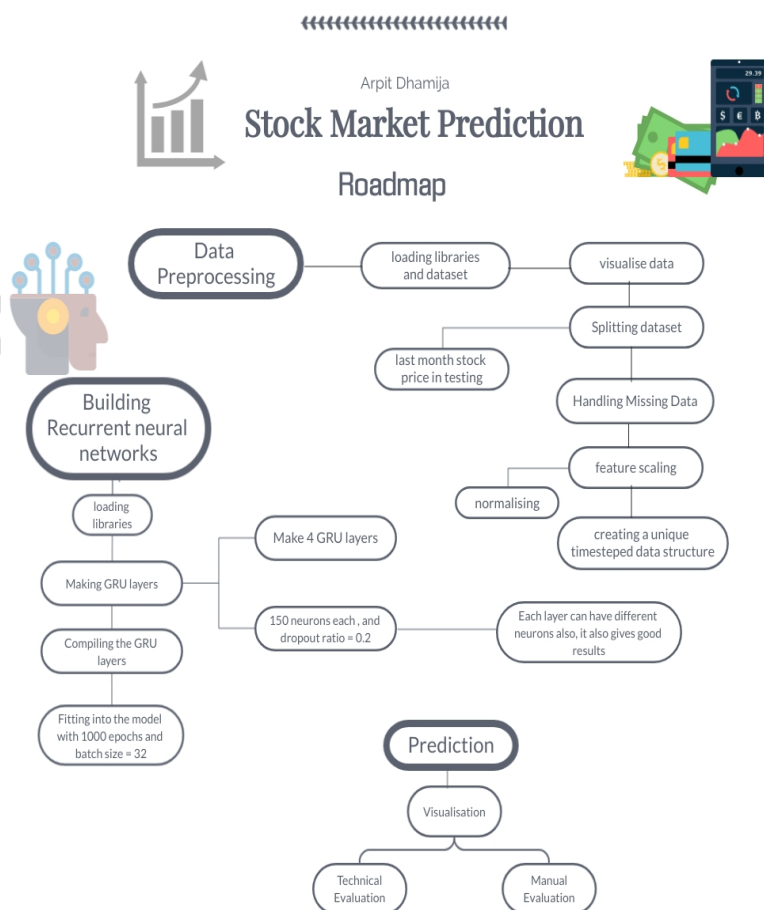 Arpit Dhamija
Stock Market Prediction
Roadmap
29.39
$ € ₿
Data
Preprocessing
loading libraries
and dataset
visualise data
Splitting dataset
last month stock
price in testing
Handling Missing Data
feature scaling
normalising
creating a unique
timesteped data structure
Building
Recurrent neural
networks
loading
libraries
Making GRU layers
Make 4 GRU layers
150 neurons each , and
dropout ratio = 0.2
Each layer can have different
neurons also, it also gives good
results
Compiling the GRU
layers
Fitting into the model
with 1000 epochs and
batch size = 32
Prediction
Visualisation
Technical
Evaluation
Manual
Evaluation